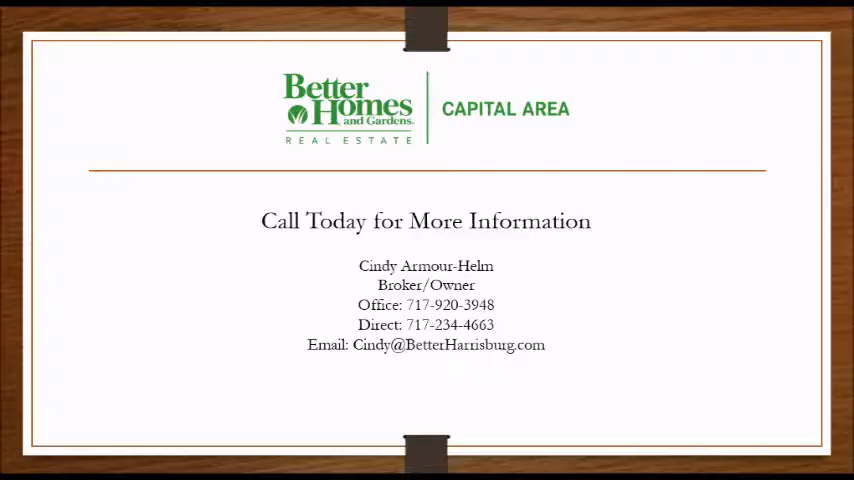 Better
Homes
and Gardens.
REAL ESTATE
CAPITAL AREA
Call Today for More Information
Cindy Armour-Helm
Broker/Owner
Office: 717-920-3948
Direct: 717-234-4663
Email: Cindy@BetterHarrisburg.com